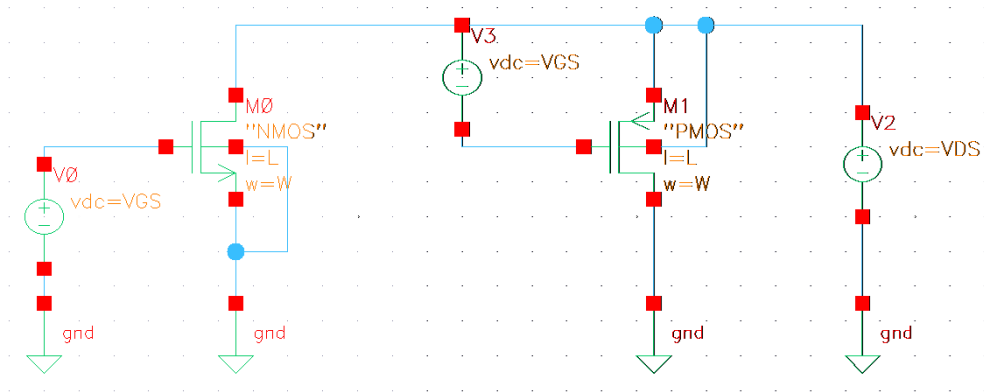 V3
vdc=VGS
MØ
"NMOS"
l=L
w=W
M1
"PMOS"
l=L
w=W
V2
vdc=VDS
VØ
vdc=VGS
gnd
gnd
gnd
gnd